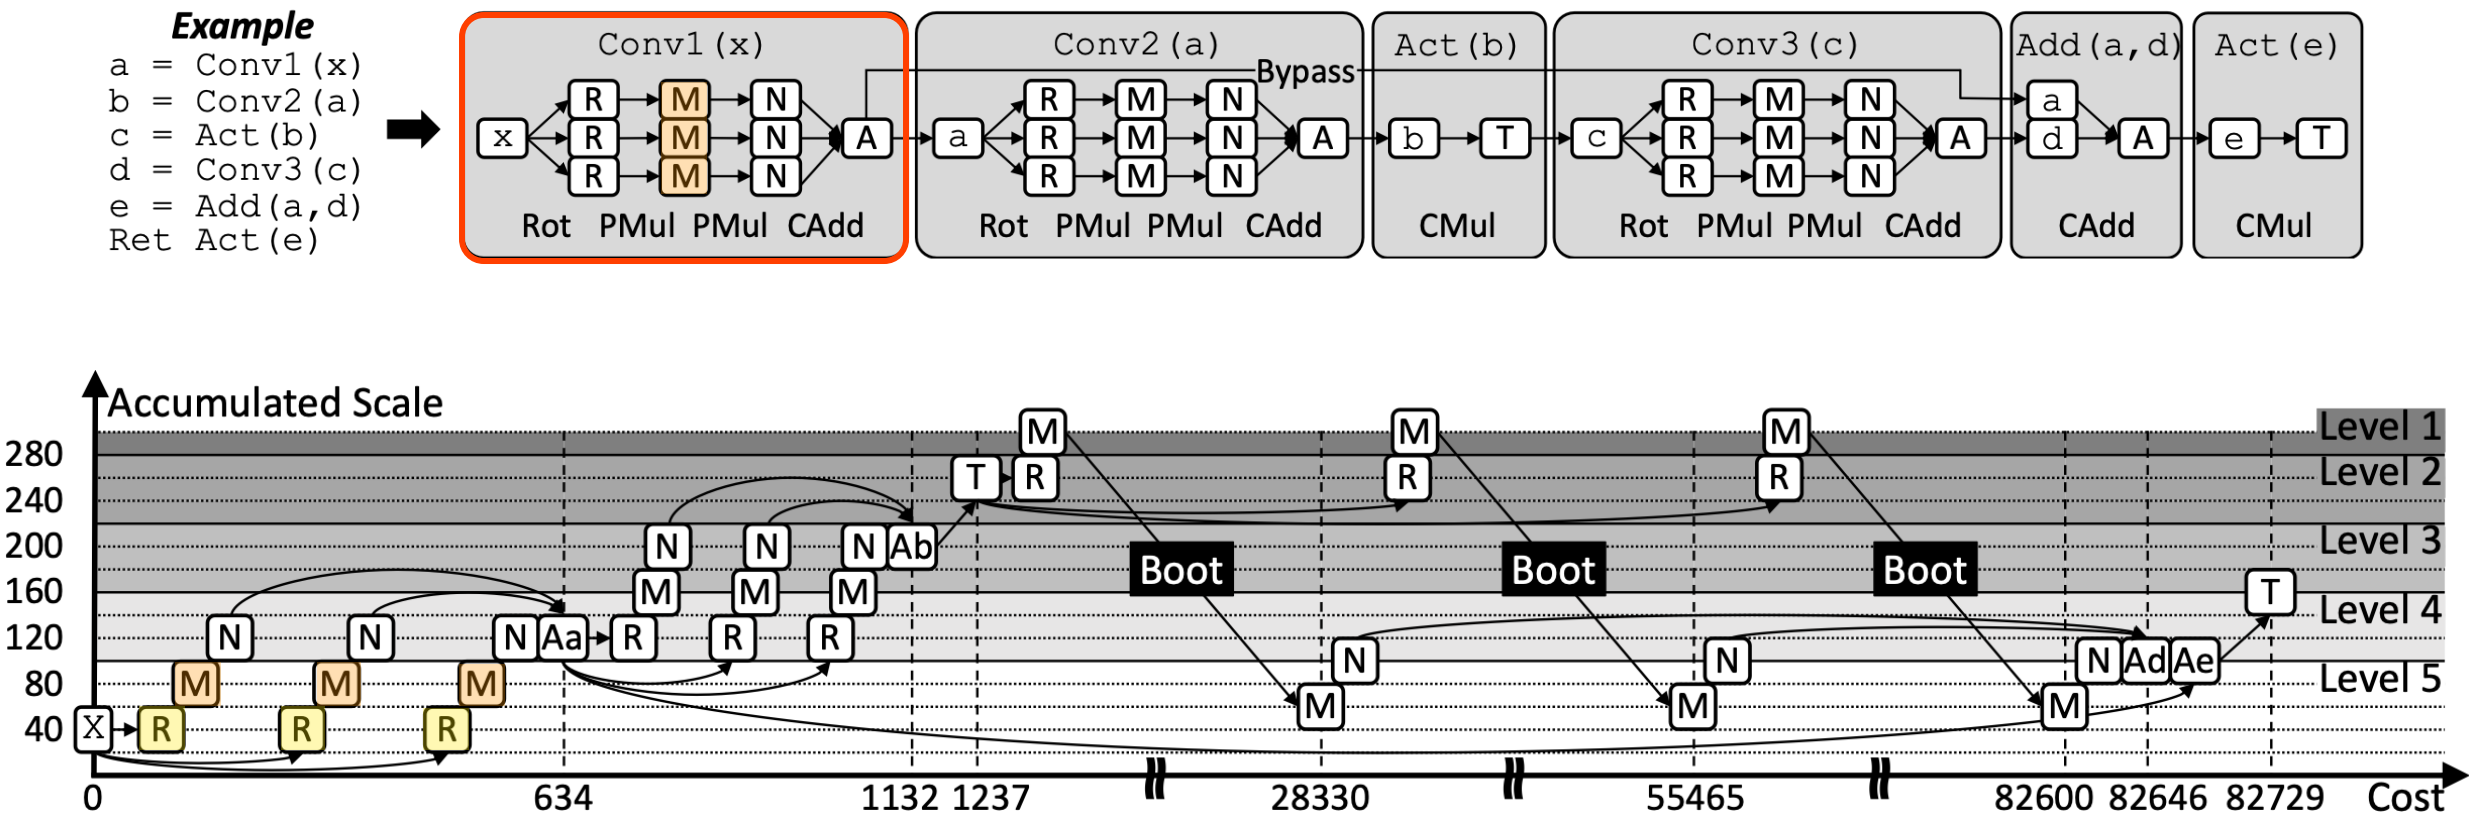 Example
a = Conv1(x)
b = Conv2(a)
c = Act(b)
d = Conv3(c)
e = Add(a,d)
Ret Act(e)
Conv1(x)
x
R M N
R M N
R M N
A
Rot PMul PMul CAdd
Conv2(a)
Bypass
a
R M N
R M N
R M N
A
Rot PMul PMul CAdd
Act(b)
b T
CMul
Conv3(c)
c
R M N
R M N
R M N
A
Rot PMul PMul CAdd
Add(a,d)
a
d A
CAdd
Act(e)
e T
CMul
Accumulated Scale
M M M Level 1
280
T R R R Level 2
240
200 N N N Ab Level 3
Boot Boot Boot
160 M M M T
Level 4
120 N N N Aa R R R
N N N Ad Ae
80 M M M Level 5
M M M
40 X R R R
0 634 1132 1237 28330 55465 82600 82646 82729 Cost